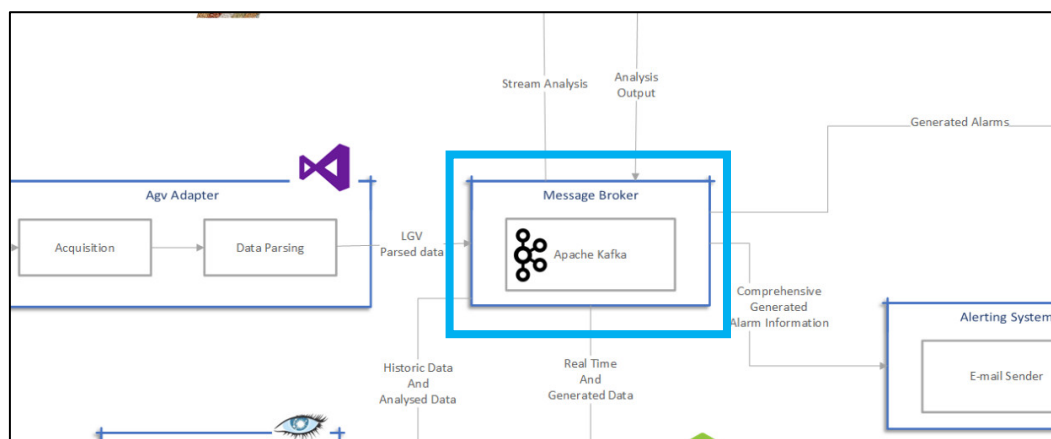 Stream Analysis
Analysis
Output
Generated Alarms
Agv Adapter
Acquisition
Data Parsing
LGV
Parsed data
Message Broker
Apache Kafka
Comprehensive
Generated
Alarm Information
Alerting System
E-mail Sender
Historic Data
And
Analysed Data
Real Time
And
Generated Data